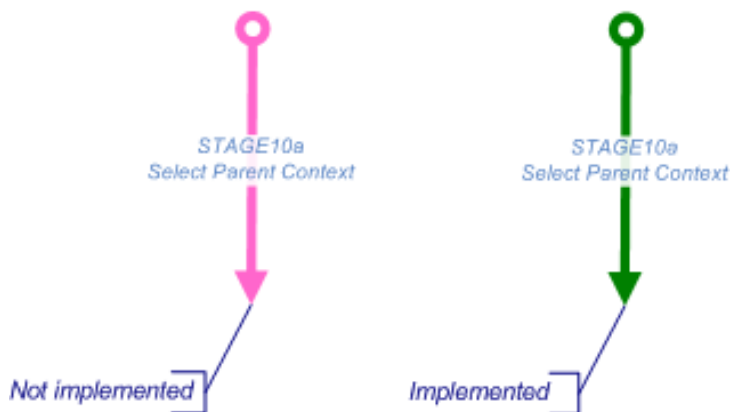 STAGE10a
Select Parent Context
Not implemented
STAGE10a
Select Parent Context
Implemented